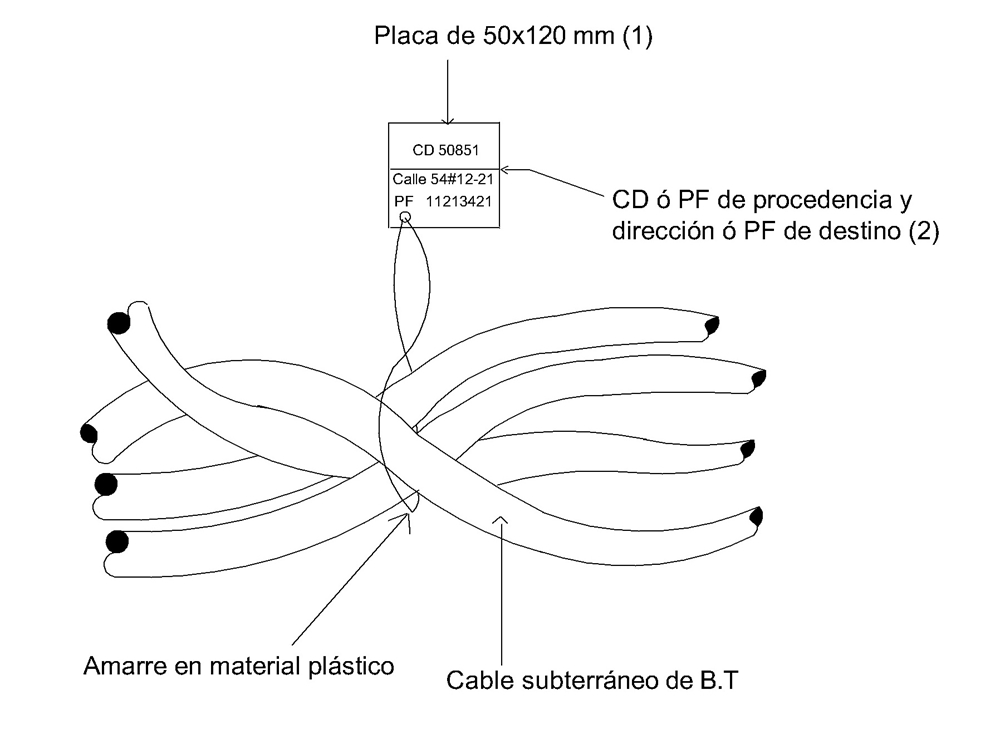 Placa de 50x120 mm (1)
CD 50851
Calle 54#12-21
PF 11213421
CD ó PF de procedencia y
dirección ó PF de destino (2)
Amarre en material plástico
Cable subterráneo de B.T